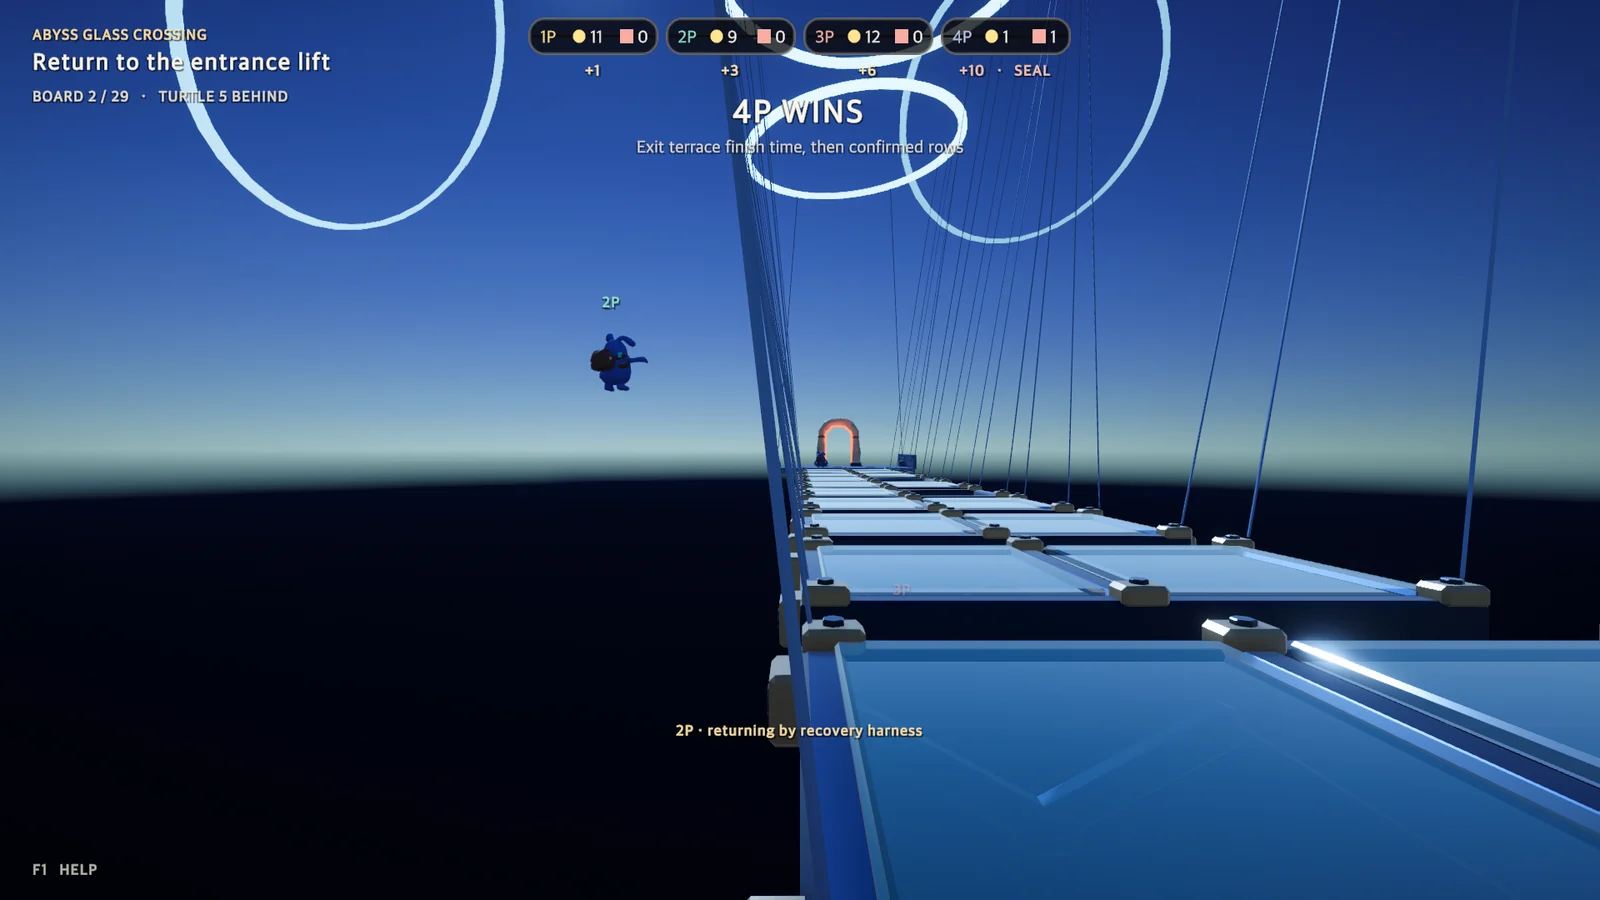 ABYSS GLASS CROSSING
Return to the entrance lift
BOARD 2 / 29 · TURTLE 5 BEHIND
1P 11 0
2P 9 0
3P 12 0
4P 1 1
+1
+3
+6
+10 · SEAL
4P WINS
Exit terrace finish time, then confirmed rows
2P
3P
2P · returning by recovery harness
F1 HELP